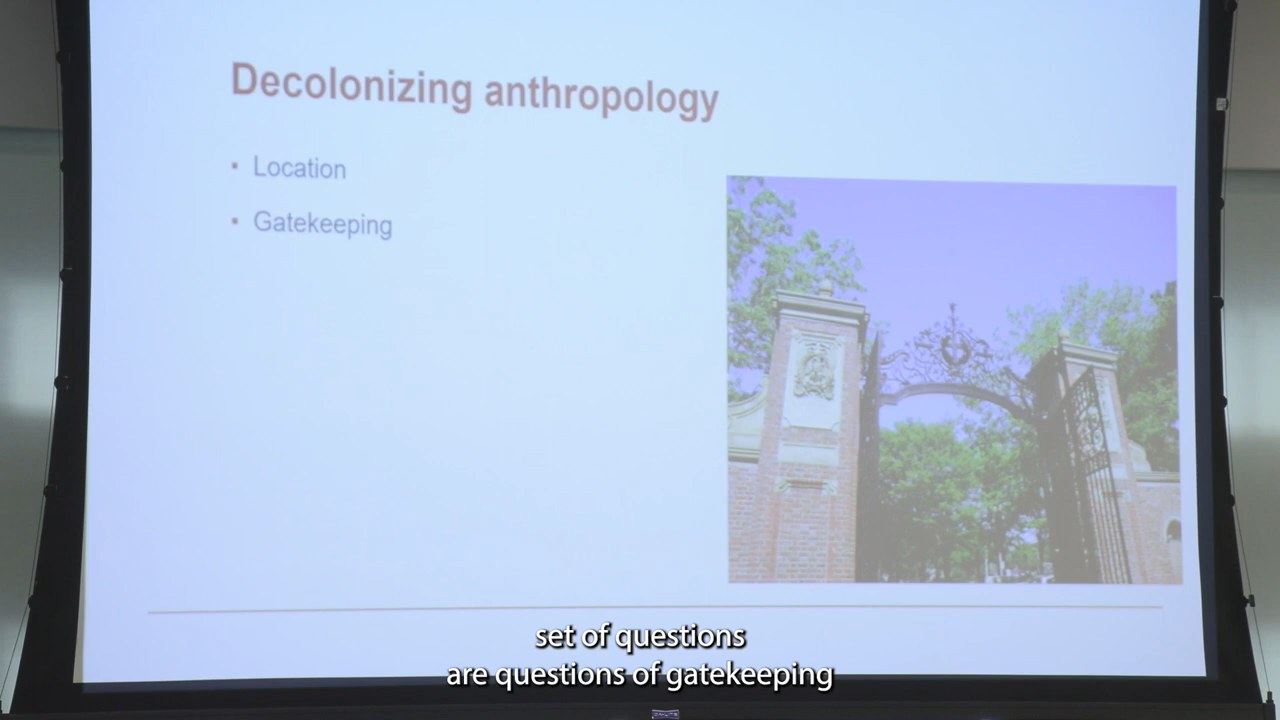 Decolonizing anthropology
▪ Location
▪ Gatekeeping
set of questions
are questions of gatekeeping